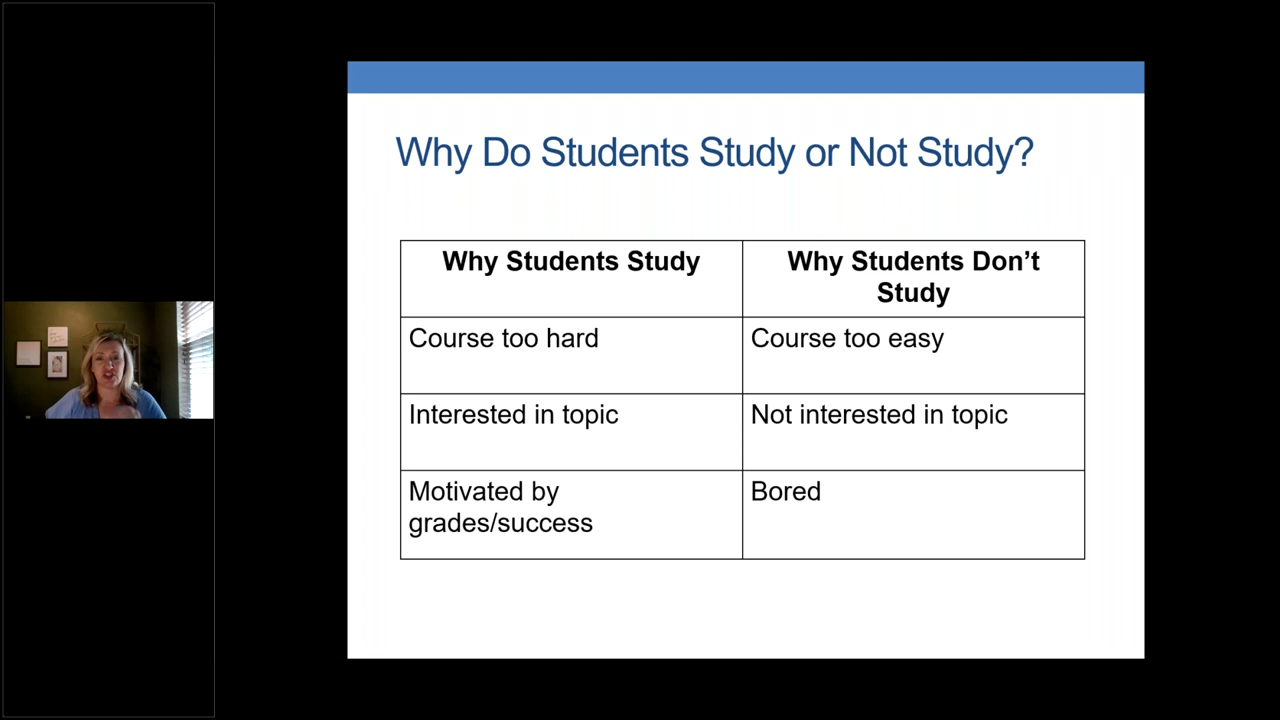 Why Do Students Study or Not Study?
Why Students Study
Why Students Don’t
Study
Course too hard
Course too easy
Interested in topic
Not interested in topic
Motivated by
grades/success
Bored